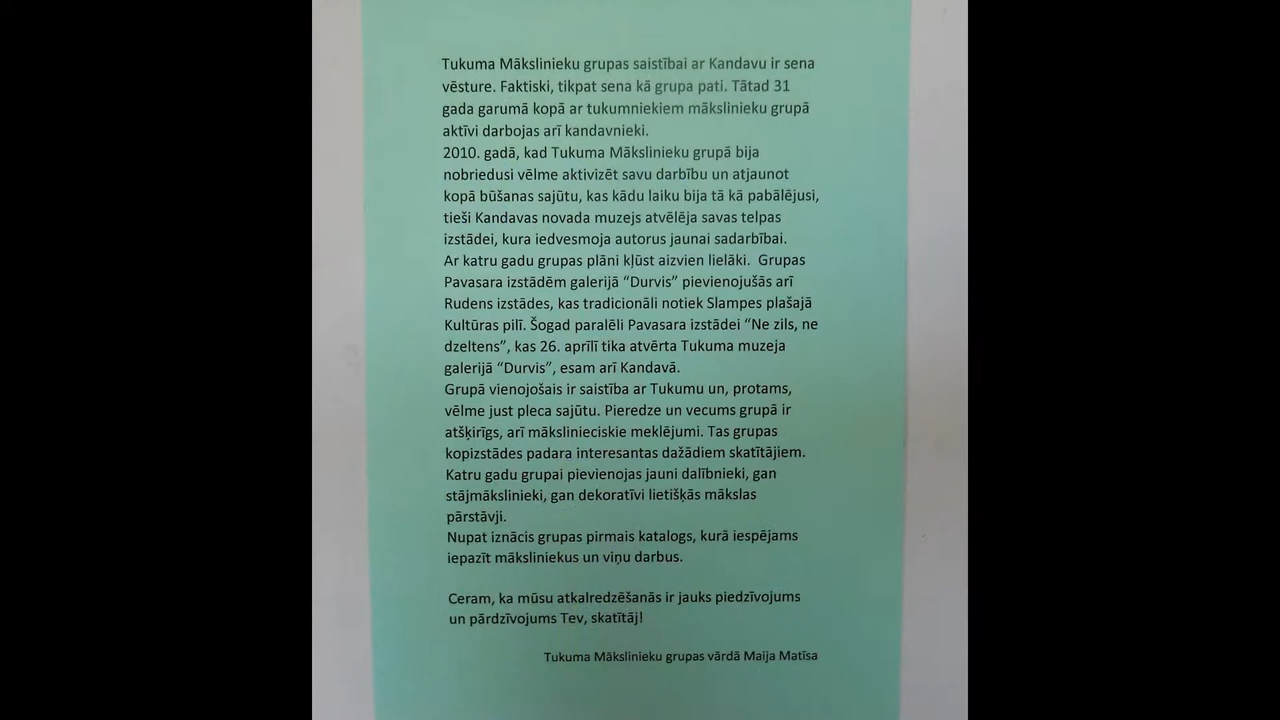 Tukuma Mākslinieku grupas saistībai ar Kandavu ir sena
vēsture. Faktiski, tikpat sena kā grupa pati. Tātad 31
gada garumā kopā ar tukumniekiem mākslinieku grupā
aktīvi darbojas arī kandavnieki.
2010. gadā, kad Tukuma Mākslinieku grupā bija
nobriedusi vēlme aktivizēt savu darbību un atjaunot
kopā būšanas sajūtu, kas kādu laiku bija tā kā pabālējusi,
tieši Kandavas novada muzejs atvēlēja savas telpas
izstādei, kura iedvesmoja autorus jaunai sadarbībai.
Ar katru gadu grupas plāni kļūst aizvien lielāki.  Grupas
Pavasara izstādēm galerijā “Durvis” pievienojušās arī
Rudens izstādes, kas tradicionāli notiek Slampes plašajā
Kultūras pilī. Šogad paralēli Pavasara izstādei “Ne zils, ne
dzeltens”, kas 26. aprīlī tika atvērta Tukuma muzeja
galerijā “Durvis”, esam arī Kandavā.
Grupā vienojošais ir saistība ar Tukumu un, protams,
vēlme just pleca sajūtu. Pieredze un vecums grupā ir
atšķirīgs, arī mākslinieciskie meklējumi. Tas grupas
kopizstādes padara interesantas dažādiem skatītājiem.
Katru gadu grupai pievienojas jauni dalībnieki, gan
stājmākslinieki, gan dekoratīvi lietišķās mākslas
pārstāvji.
Nupat iznācis grupas pirmais katalogs, kurā iespējams
iepazīt māksliniekus un viņu darbus.
Ceram, ka mūsu atkalredzēšanās ir jauks piedzīvojums
un pārdzīvojums Tev, skatītāj!
Tukuma Mākslinieku grupas vārdā Maija Matīsa